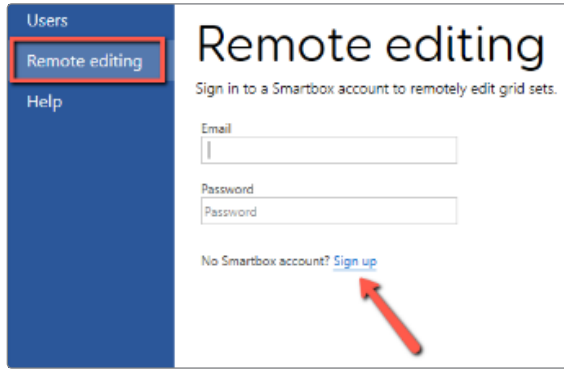 Users
Remote editing
Help
Remote editing
Sign in to a Smartbox account to remotely edit grid sets.
Email
Password
Password
No Smartbox account? Sign up